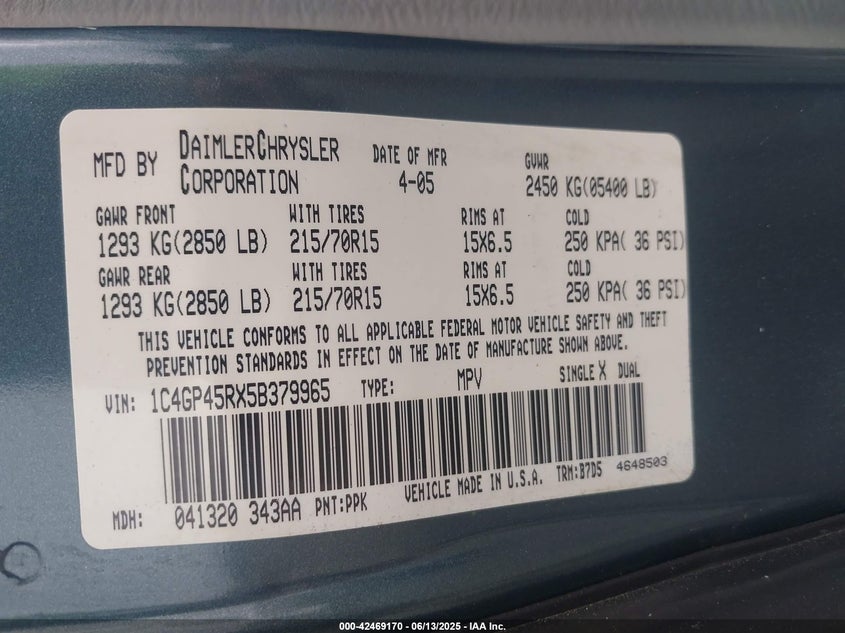 MFD BY DAIMLERCHRYSLER CORPORATION DATE OF MFR 4-05 GVWR 2450 KG(05400 LB)
GAWR FRONT WITH TIRES RIMS AT COLD
1293 KG(2850 LB) 215/70R15 15X6.5 250 KPA( 36 PSI)
GAWR REAR WITH TIRES RIMS AT COLD
1293 KG(2850 LB) 215/70R15 15X6.5 250 KPA( 36 PSI)
THIS VEHICLE CONFORMS TO ALL APPLICABLE FEDERAL MOTOR VEHICLE SAFETY AND THEFT
PREVENTION STANDARDS IN EFFECT ON THE DATE OF MANUFACTURE SHOWN ABOVE.
VIN: 1C4GP45RX5B379965 TYPE: MPV SINGLE X DUAL
MDH: 041320 343AA PNT:PPK VEHICLE MADE IN U.S.A. TRM:B7D5 4648503
000-42469170 - 06/13/2025 - IAA Inc.